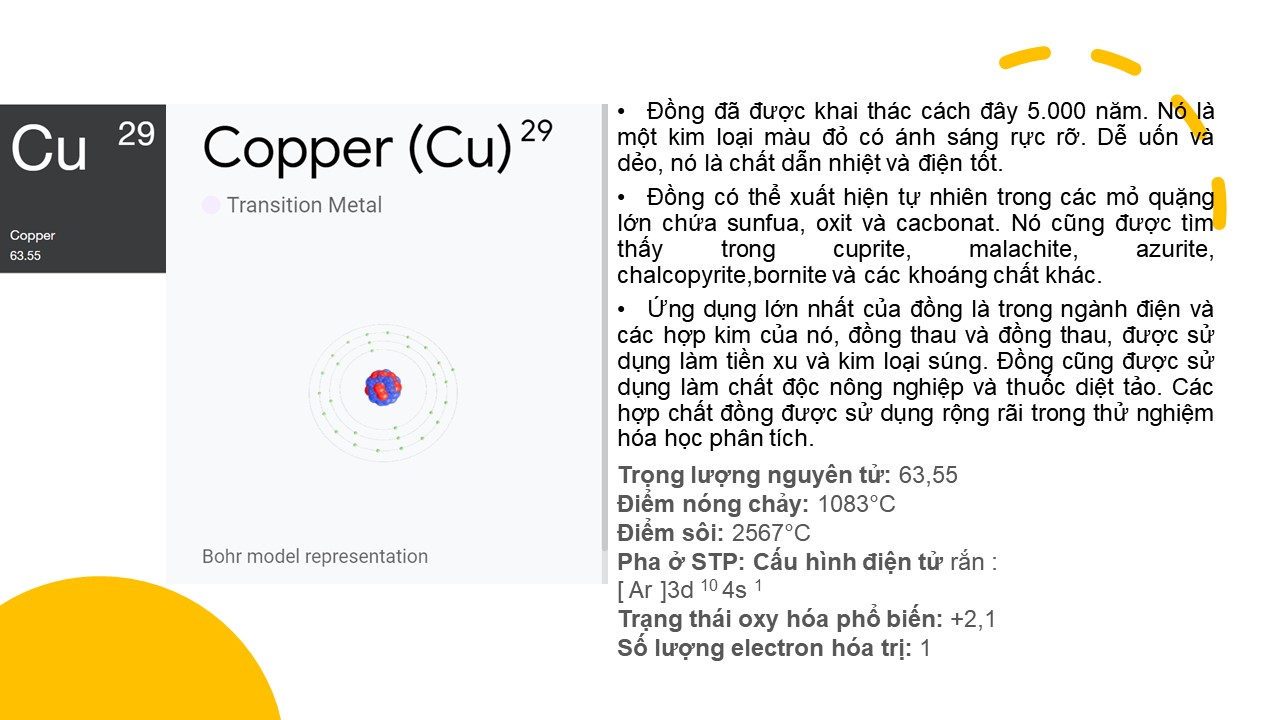 Cu 29
Copper
63.55
Copper (Cu) 29
Transition Metal
Bohr model representation
• Đồng đã được khai thác cách đây 5.000 năm. Nó là
một kim loại màu đỏ có ánh sáng rực rỡ. Dễ uốn và
dẻo, nó là chất dẫn nhiệt và điện tốt.
• Đồng có thể xuất hiện tự nhiên trong các mỏ quặng
lớn chứa sunfua, oxit và cacbonat. Nó cũng được tìm
thấy trong cuprite, malachite, azurite,
chalcopyrite,bornite và các khoáng chất khác.
• Ứng dụng lớn nhất của đồng là trong ngành điện và
các hợp kim của nó, đồng thau và đồng thau, được sử
dụng làm tiền xu và kim loại súng. Đồng cũng được sử
dụng làm chất độc nông nghiệp và thuốc diệt tảo. Các
hợp chất đồng được sử dụng rộng rãi trong thử nghiệm
hóa học phân tích.
Trọng lượng nguyên tử: 63,55
Điểm nóng chảy: 1083°C
Điểm sôi: 2567°C
Pha ở STP: Cấu hình điện tử rắn :
[ Ar ]3d 10 4s 1
Trạng thái oxy hóa phổ biến: +2,1
Số lượng electron hóa trị: 1